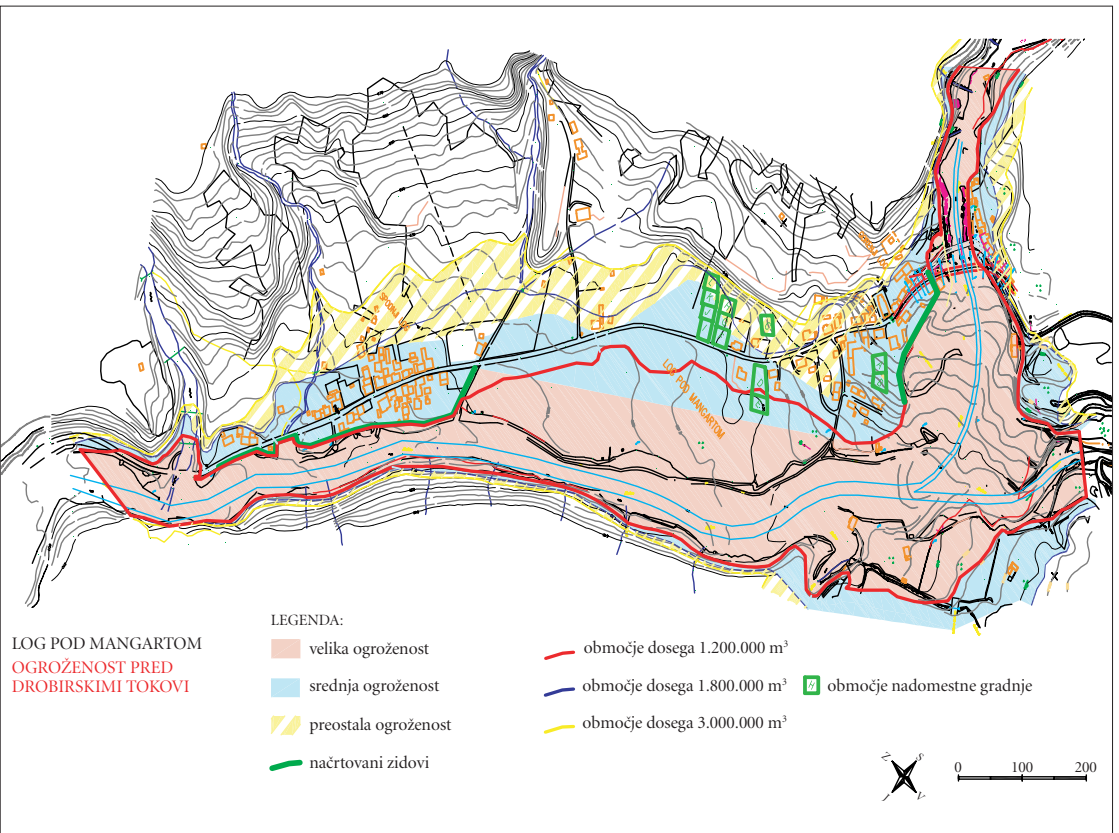 LOG POD MANGARTOM
LOG POD MANGARTOM
OGROŽENOST PRED
DROBIRSKIMI TOKOVI
LEGENDA:
velika ogroženost
srednja ogroženost
preostala ogroženost
načrtovani zidovi
območje dosega 1.200.000 m³
območje dosega 1.800.000 m³
območje dosega 3.000.000 m³
območje nadomestne gradnje
Z S
J V
0 100 200